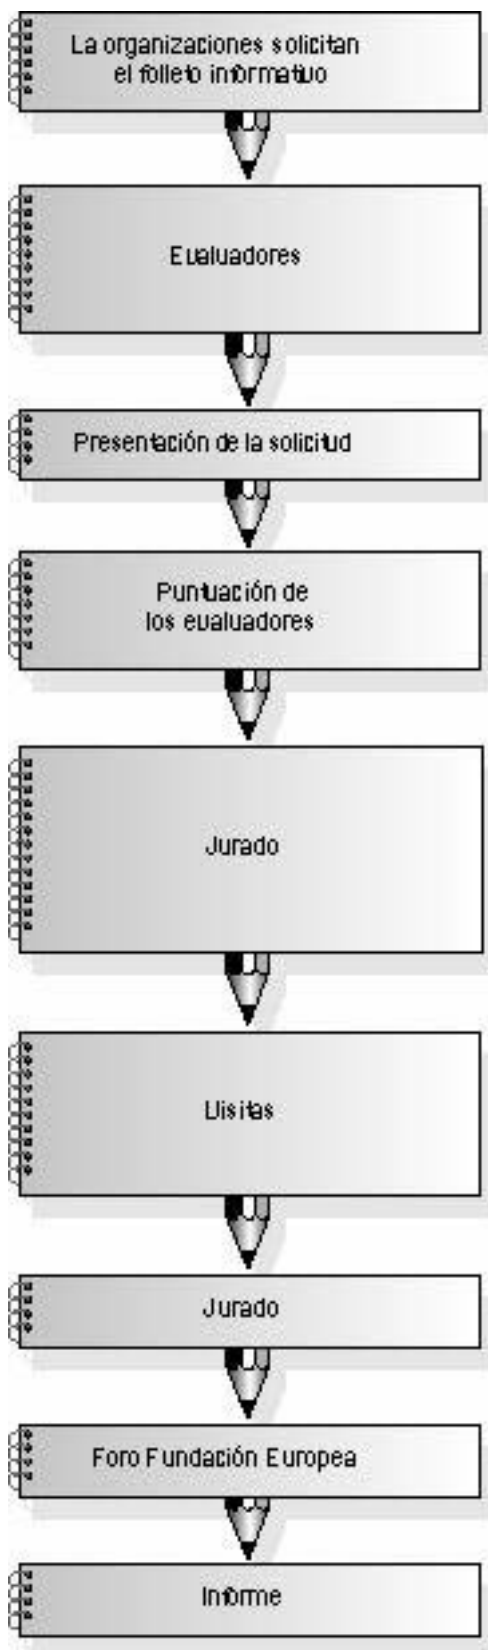 La organizaciones solicitan
el folleto informativo
Evaluadores
Presentación de la solicitud
Puntuación de
los evaluadores
Jurado
Visitas
Jurado
Foro Fundación Europea
Informe